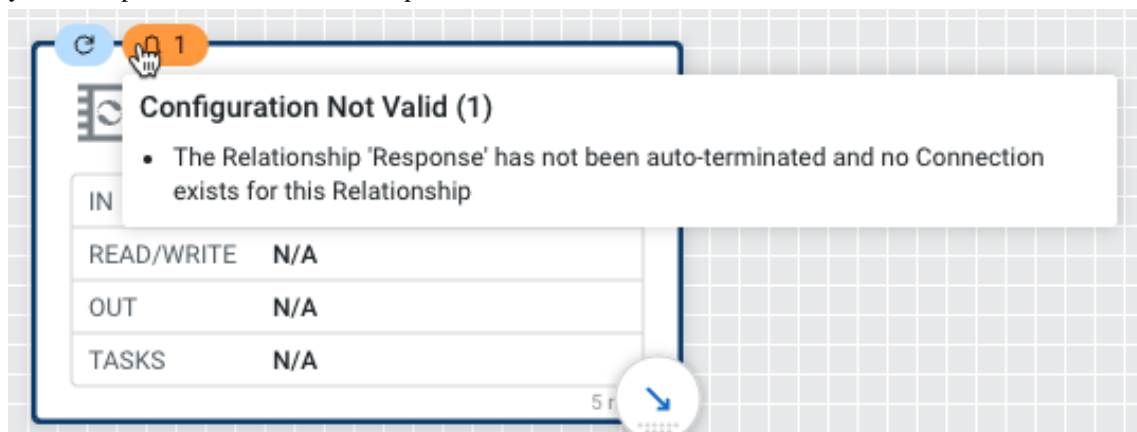 1
Configuration Not Valid (1)
• The Relationship 'Response' has not been auto-terminated and no Connection
exists for this Relationship
IN
READ/WRITE N/A
OUT N/A
TASKS N/A
5